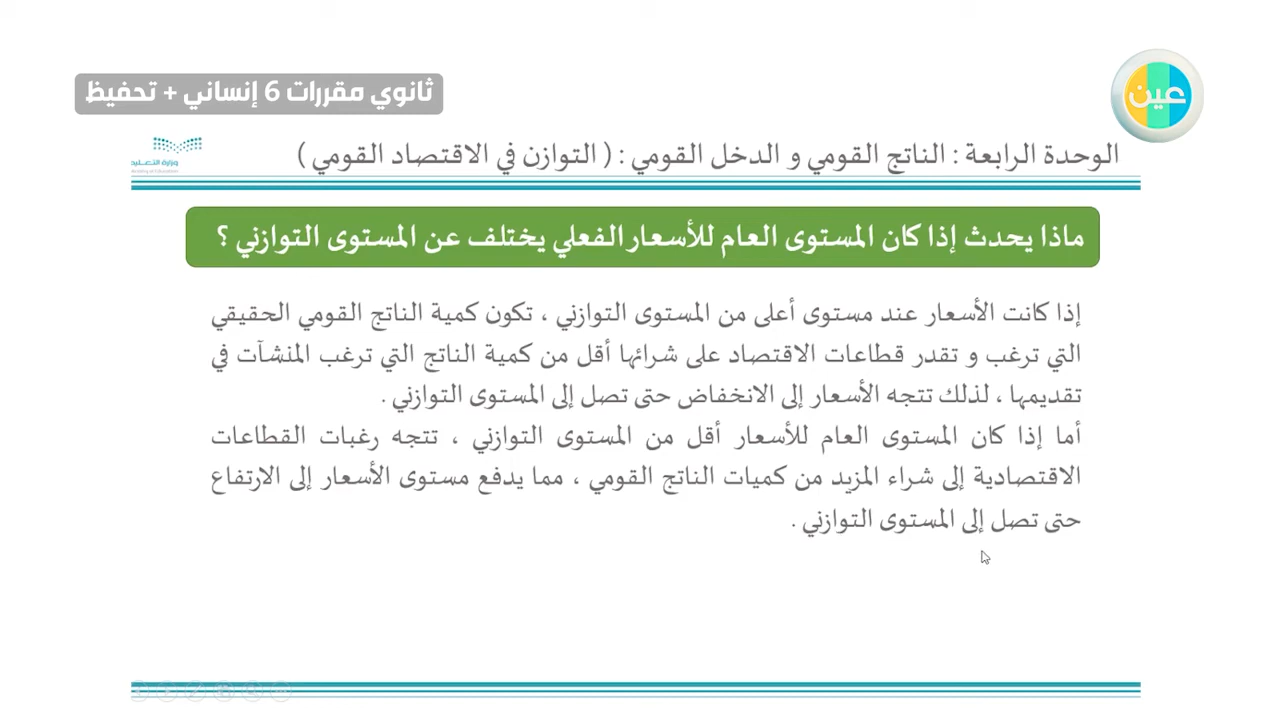 عين
ثانوي مقررات 6 إنساني + تحفيظ
وزارة التعليم
Ministry of Education
الوحدة الرابعة : الناتج القومي و الدخل القومي : ( التوازن في الاقتصاد القومي )
ماذا يحدث إذا كان المستوى العام للأسعار الفعلي يختلف عن المستوى التوازني ؟
إذا كانت الأسعار عند مستوى أعلى من المستوى التوازني ، تكون كمية الناتج القومي الحقيقي
التي ترغب و تقدر قطاعات الاقتصاد على شرائها أقل من كمية الناتج التي ترغب المنشآت في
تقديمها ، لذلك تتجه الأسعار إلى الانخفاض حتى تصل إلى المستوى التوازني .
أما إذا كان المستوى العام للأسعار أقل من المستوى التوازني ، تتجه رغبات القطاعات
الاقتصادية إلى شراء المزيد من كميات الناتج القومي ، مما يدفع مستوى الأسعار إلى الارتفاع
حتى تصل إلى المستوى التوازني .